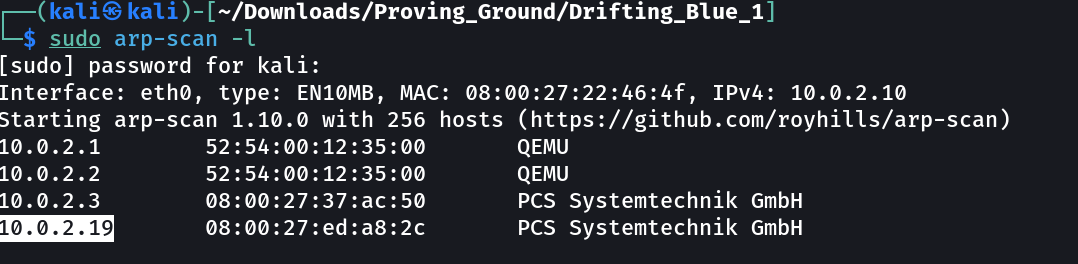 ┌──(kali㉿kali)-[~/Downloads/Proving_Ground/Drifting_Blue_1]
└─$ sudo arp-scan -l
[sudo] password for kali:
Interface: eth0, type: EN10MB, MAC: 08:00:27:22:46:4f, IPv4: 10.0.2.10
Starting arp-scan 1.10.0 with 256 hosts (https://github.com/royhills/arp-scan)
10.0.2.1 52:54:00:12:35:00 QEMU
10.0.2.2 52:54:00:12:35:00 QEMU
10.0.2.3 08:00:27:37:ac:50 PCS Systemtechnik GmbH
10.0.2.19 08:00:27:ed:a8:2c PCS Systemtechnik GmbH